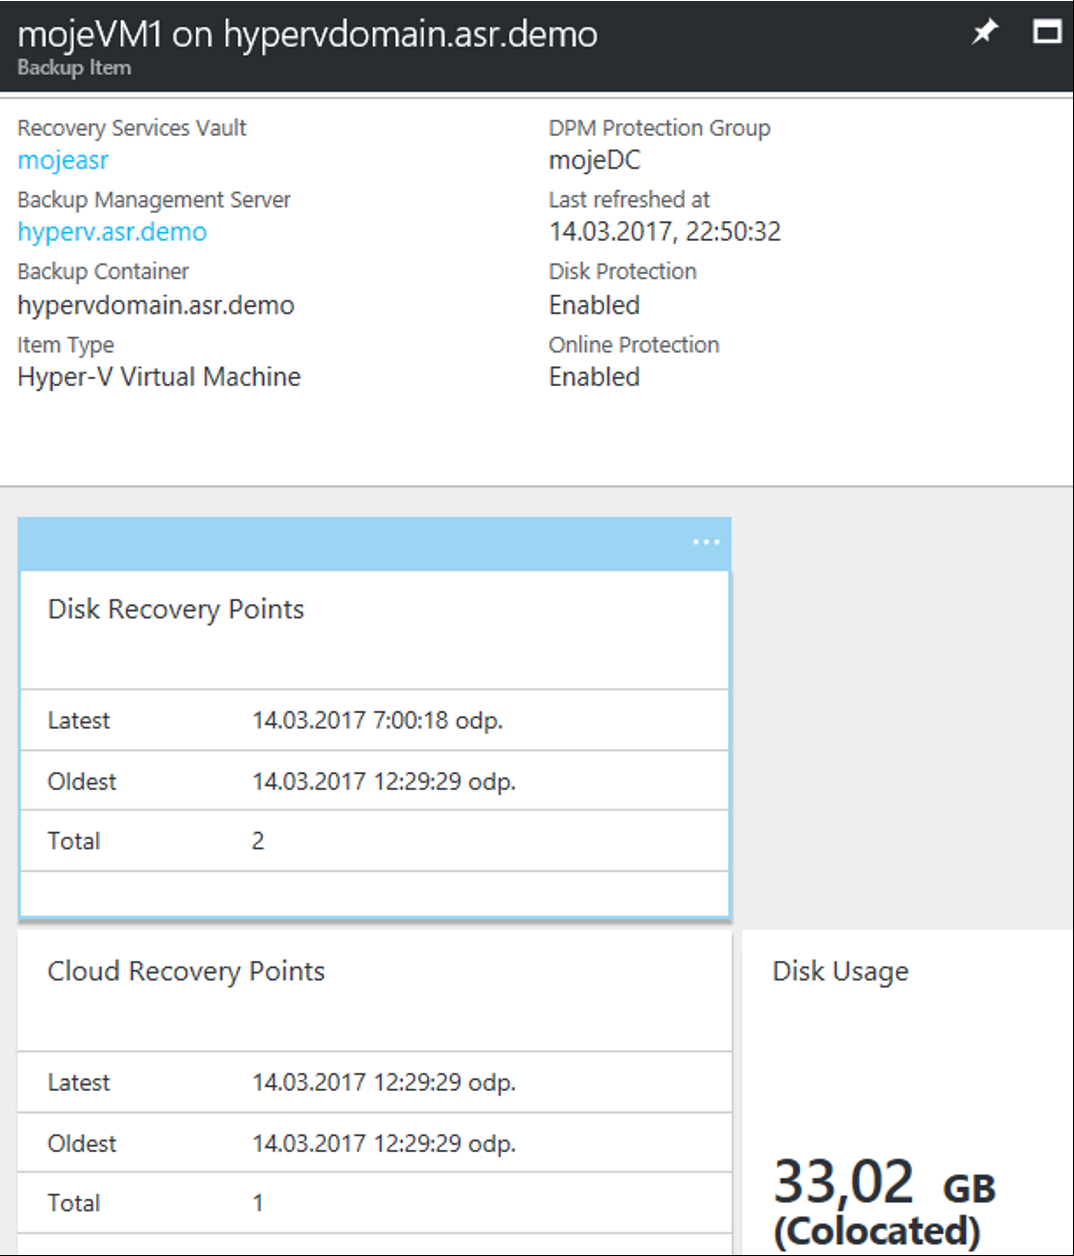 mojeVM1 on hypervdomain.asr.demo
Backup Item
Recovery Services Vault
mojeasr
Backup Management Server
hyperv.asr.demo
Backup Container
hypervdomain.asr.demo
Item Type
Hyper-V Virtual Machine
DPM Protection Group
mojeDC
Last refreshed at
14.03.2017, 22:50:32
Disk Protection
Enabled
Online Protection
Enabled
Disk Recovery Points
Latest 14.03.2017 7:00:18 odp.
Oldest 14.03.2017 12:29:29 odp.
Total 2
Cloud Recovery Points
Latest 14.03.2017 12:29:29 odp.
Oldest 14.03.2017 12:29:29 odp.
Total 1
Disk Usage
33,02 GB
(Colocated)